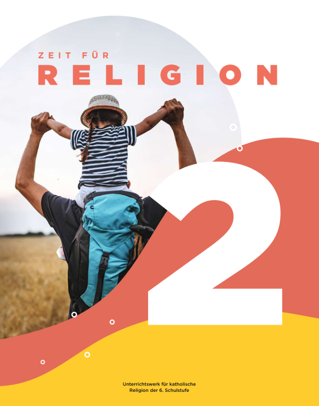 ZEIT FÜR
RELIGION
2
Unterrichtswerk für katholische
Religion der 6. Schulstufe